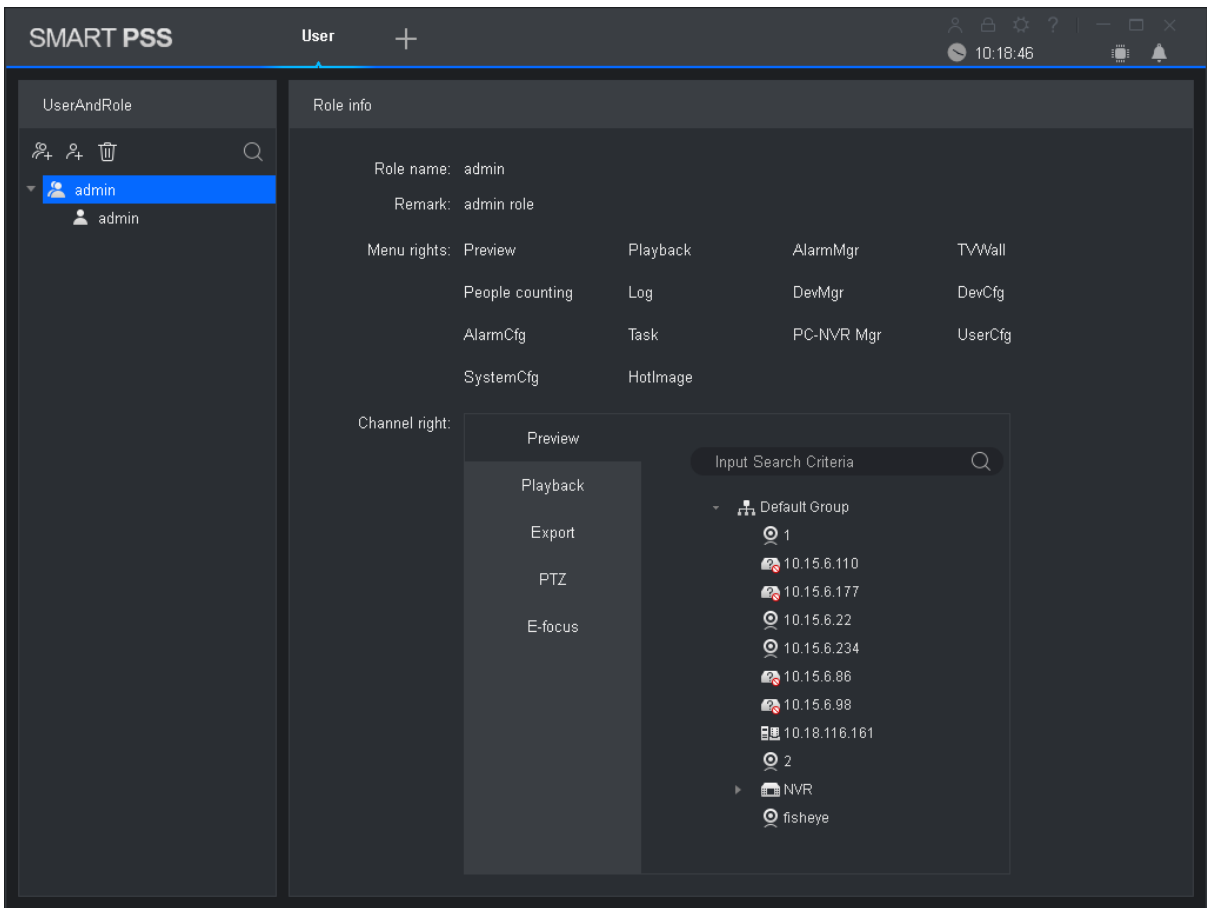 SMART PSS
User
10:18:46
UserAndRole
Role info
admin
admin
Role name: admin
Remark: admin role
Menu rights: Preview Playback AlarmMgr TVWall
People counting Log DevMgr DevCfg
AlarmCfg Task PC-NVR Mgr UserCfg
SystemCfg HotImage
Channel right:
Preview
Playback
Export
PTZ
E-focus
Input Search Criteria
Default Group
1
10.15.6.110
10.15.6.177
10.15.6.22
10.15.6.234
10.15.6.86
10.15.6.98
10.18.116.161
2
NVR
fisheye